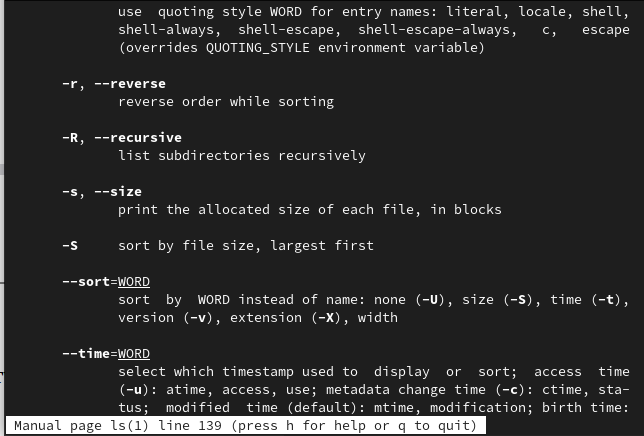 use quoting style WORD for entry names: literal, locale, shell,
shell-always, shell-escape, shell-escape-always, c, escape
(overrides QUOTING_STYLE environment variable)
-r, --reverse
reverse order while sorting
-R, --recursive
list subdirectories recursively
-s, --size
print the allocated size of each file, in blocks
-S sort by file size, largest first
--sort=WORD
sort by WORD instead of name: none (-U), size (-S), time (-t),
version (-v), extension (-X), width
--time=WORD
select which timestamp used to display or sort; access time
(-u): atime, access, use; metadata change time (-c): ctime, sta-
tus; modified time (default): mtime, modification; birth time:
Manual page ls(1) line 139 (press h for help or q to quit)